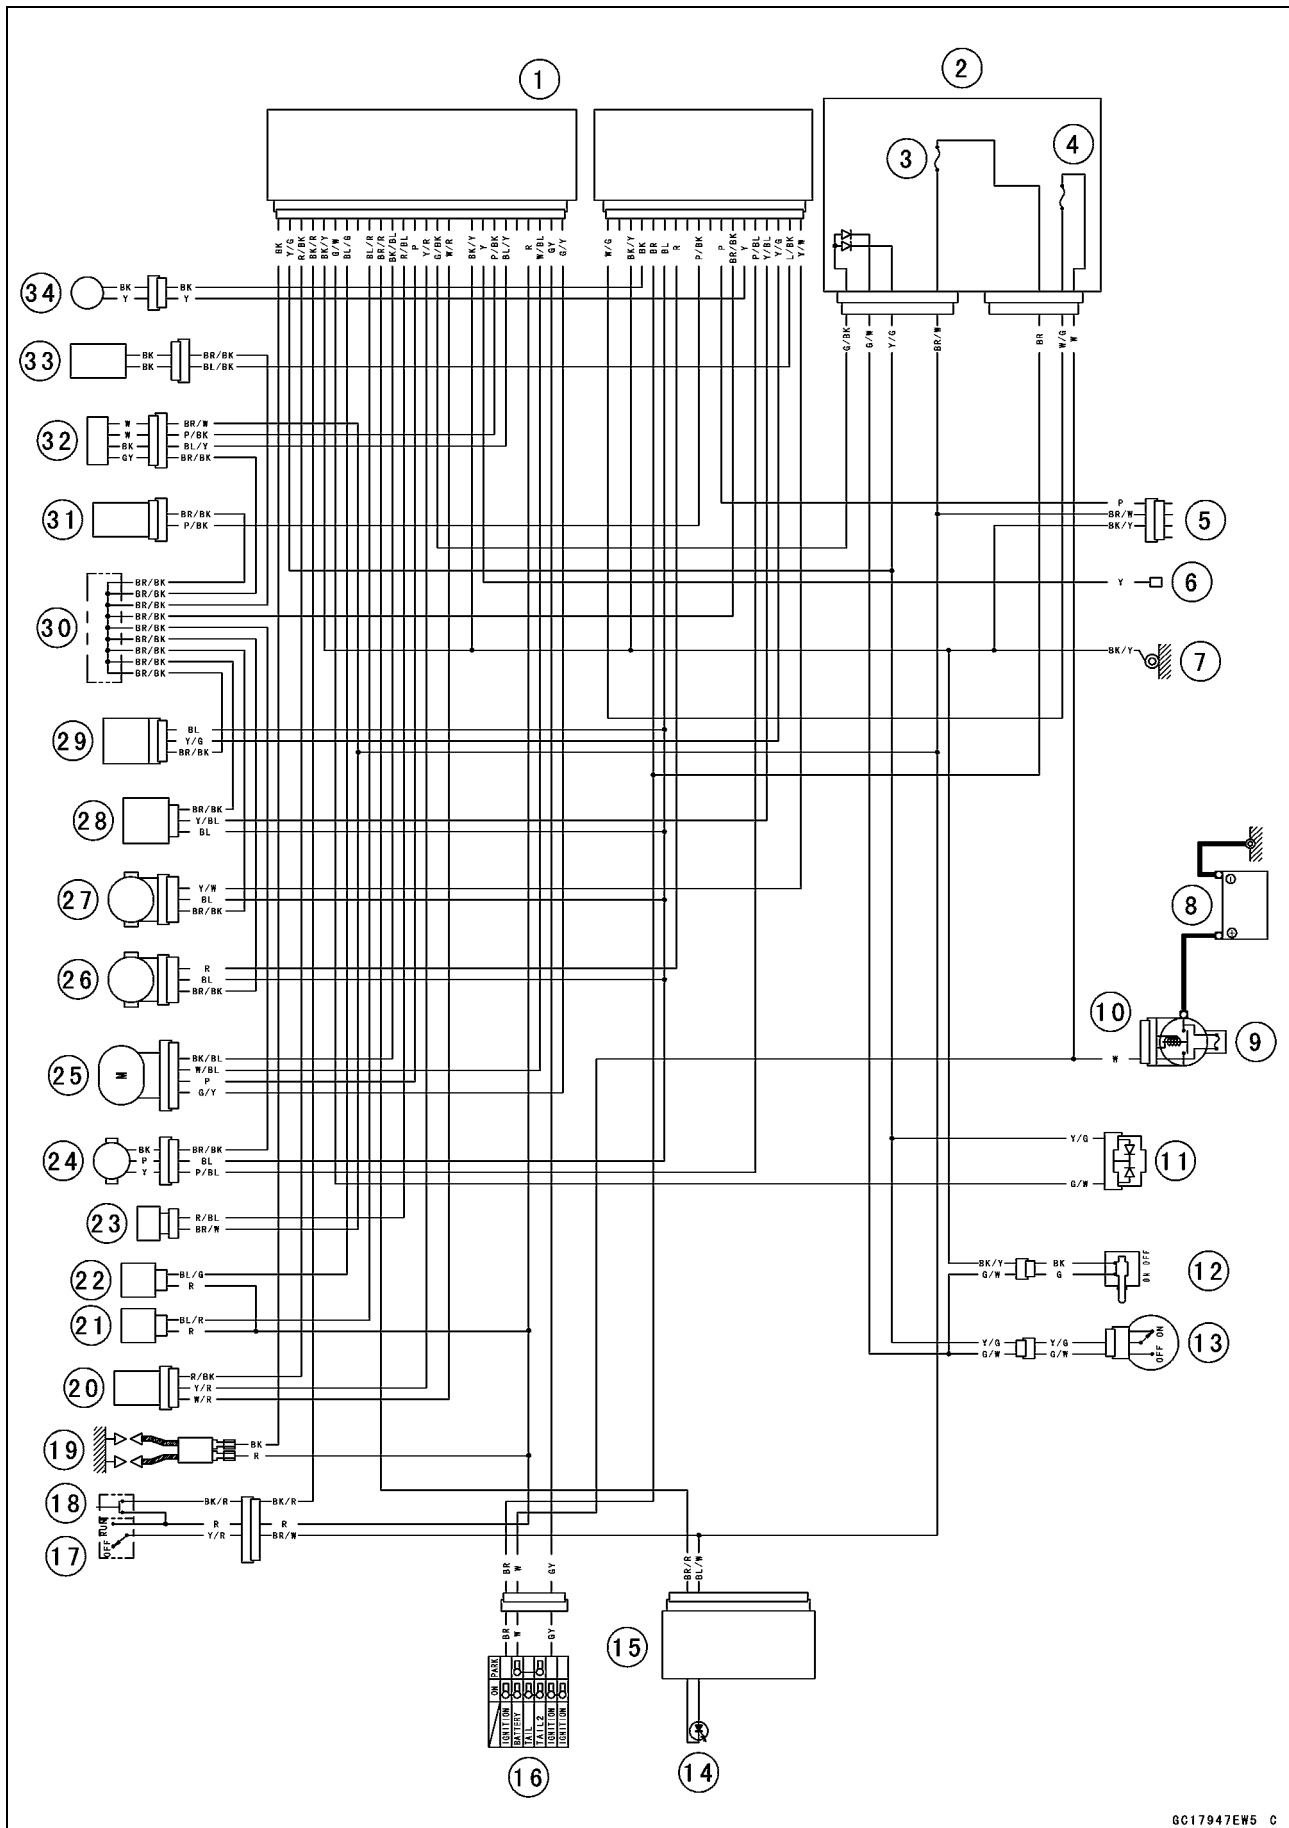 1
2
3
4
BK
Y/G
R/BK
BK/R
BK/Y
G/W
BL/G
BL/R
BR/R
BK/BL
R/BL
P
Y/R
G/BK
W/R
BK/Y
Y
P/BK
BL/Y
R
W/BL
GY
G/Y
W/G
BK/Y
BK
BR
BL
R
P/BK
P
BR/BK
Y
P/BL
Y/BL
Y/G
L/BK
Y/W
G/BK
G/W
Y/G
BR/W
BR
W/G
W
34
BK BK
Y Y
33
BK BR/BK
BK BL/BK
32
W BR/W
W P/BK
BK BL/Y
GY BR/BK
31
BR/BK
P/BK
P
BR/W
BK/Y
5
Y
6
30
BR/BK
BR/BK
BR/BK
BR/BK
BR/BK
BR/BK
BR/BK
BR/BK
BR/BK
BK/Y
7
29
BL
Y/G
BR/BK
28
BR/BK
Y/BL
BL
27
Y/W
BL
BR/BK
8
26
R
BL
BR/BK
10
9
W
25
M
BK/BL
W/BL
P
G/Y
24
BK BR/BK
P BL
Y P/BL
Y/G
G/W
11
23
R/BL
BR/W
22
BL/G
R
BK/Y BK
G/W G
ON OFF
12
21
BL/R
R
Y/G Y/G
G/W G/W
OFF ON
13
20
R/BK
Y/R
W/R
19
BK
R
18
BK/R BK/R
R R
Y/R BR/W
OFF RUN
17
BR
W
GY
BR/R
BL/W
BR
W
GY
15
PARK
ON
IGNITION
BATTERY
TAIL
TAIL2
IGNITION
IGNITION
16
14
GC17947EW5 C